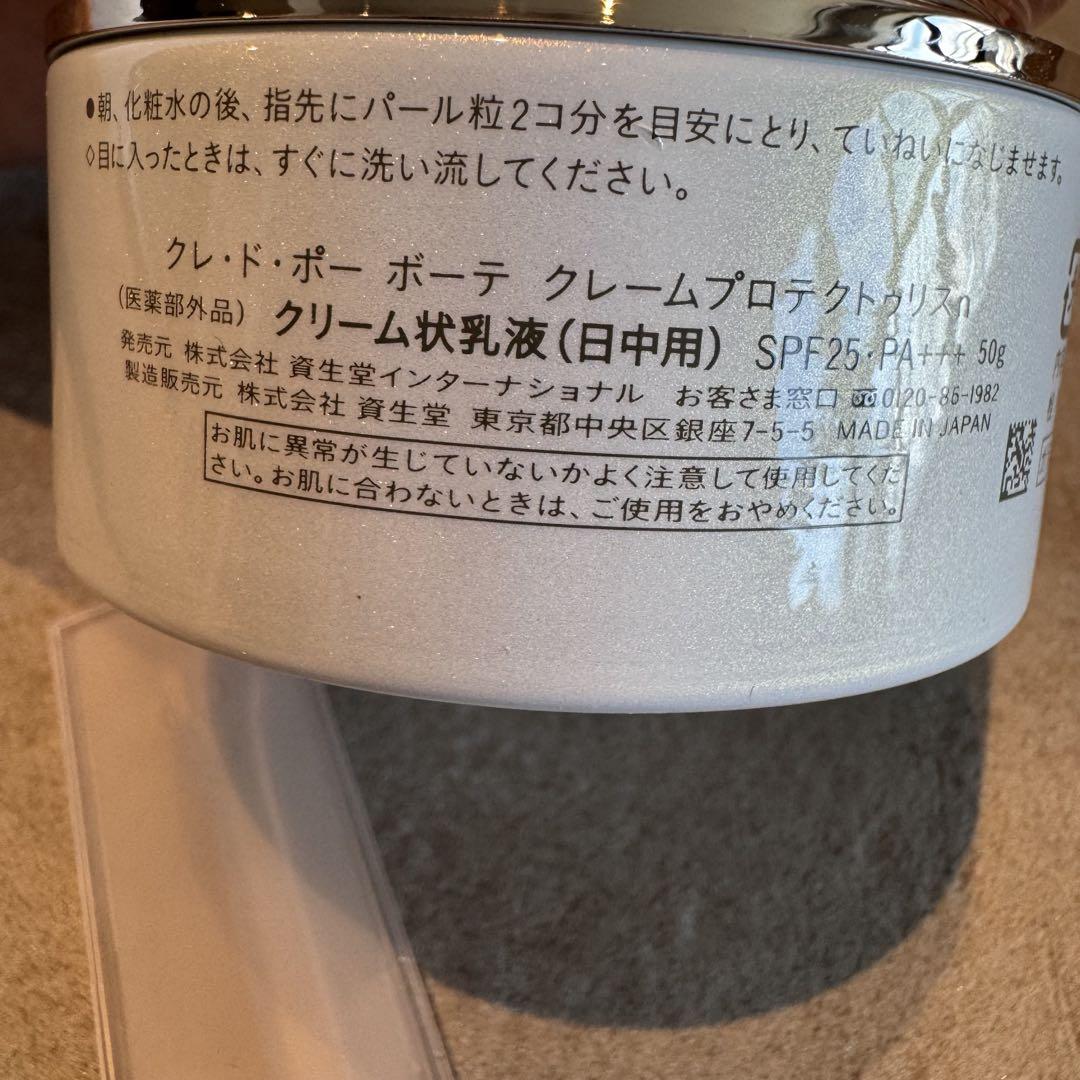 ●朝、化粧水の後、指先にパール粒2コ分を目安にとり、ていねいになじませます。
◇目に入ったときは、すぐに洗い流してください。
クレ・ド・ポー ボーテ クレームプロテクトゥリスn
(医薬部外品) クリーム状乳液(日中用) SPF25・PA+++ 50g
発売元 株式会社 資生堂インターナショナル お客さま窓口 0120-86-1982
製造販売元 株式会社 資生堂 東京都中央区銀座7-5-5 MADE IN JAPAN
お肌に異常が生じていないかよく注意して使用してくだ
さい。お肌に合わないときは、ご使用をおやめください。